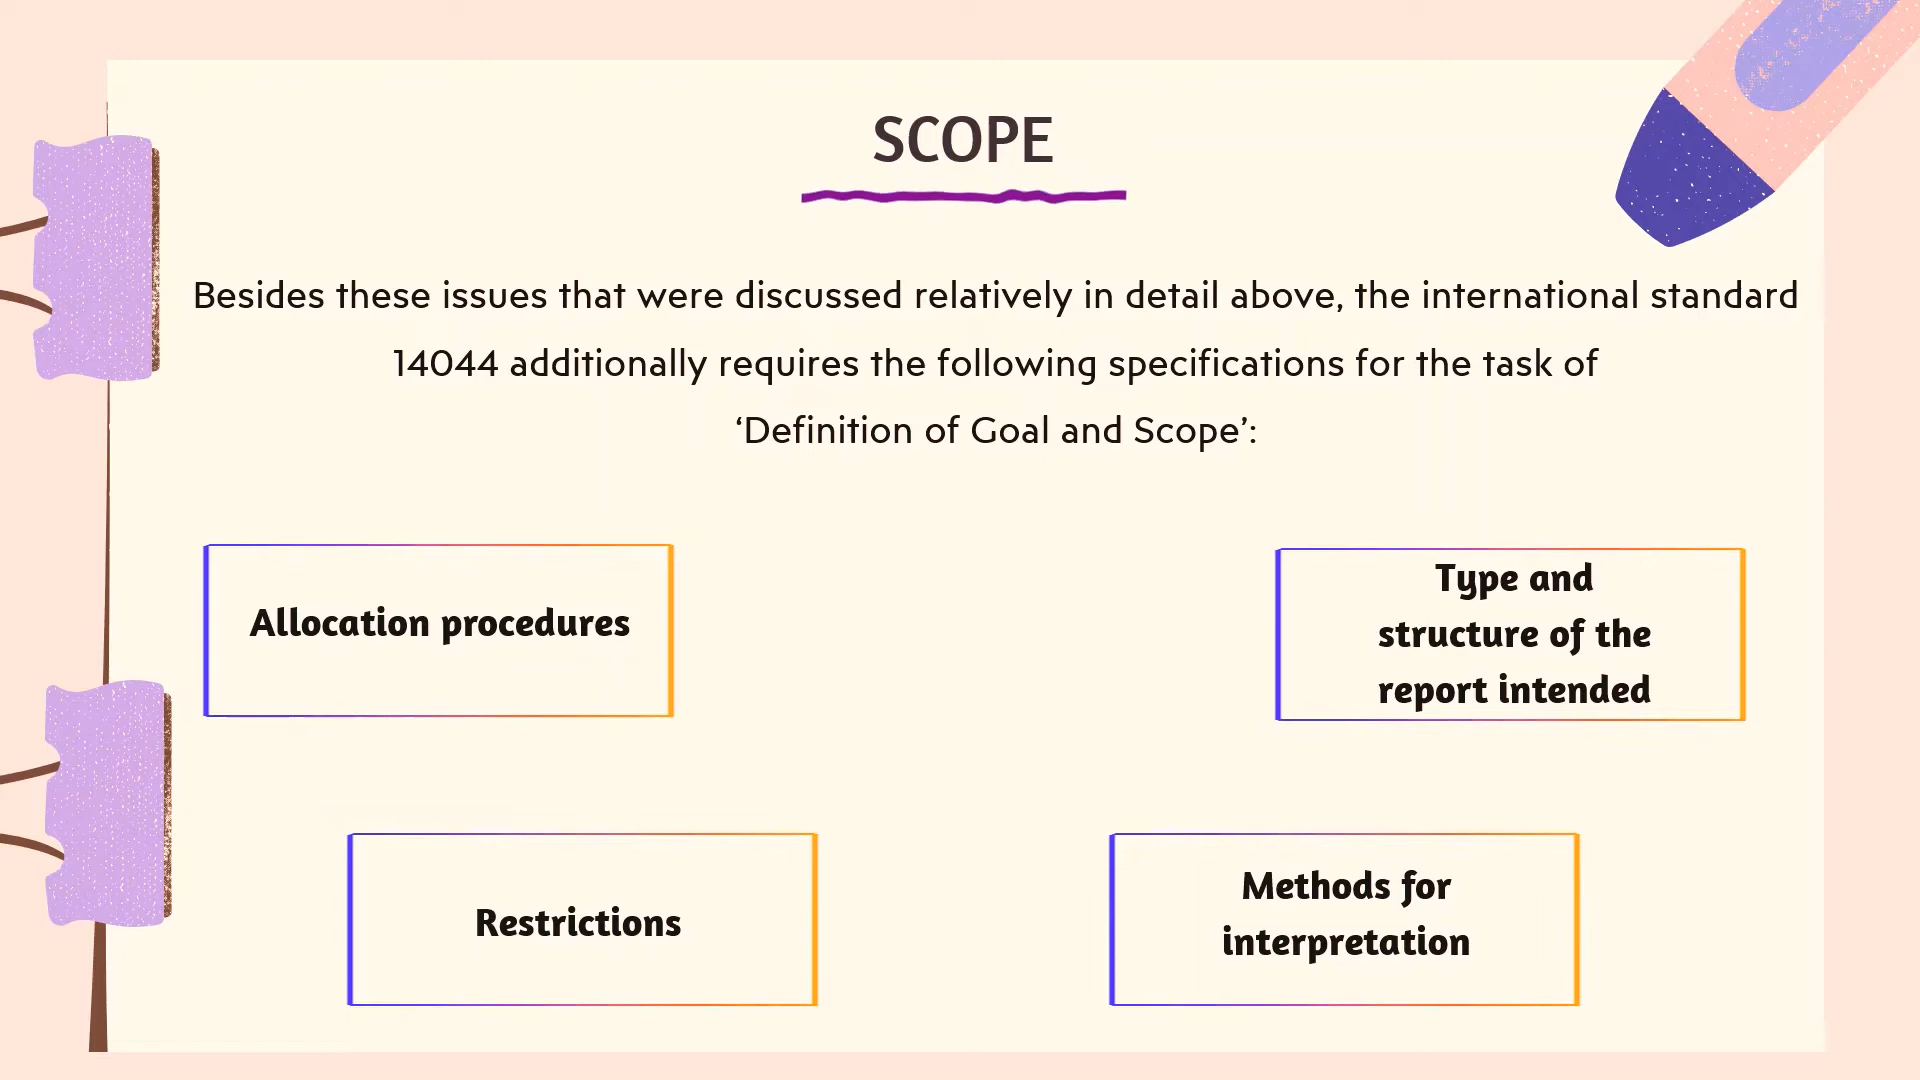 SCOPE
Besides these issues that were discussed relatively in detail above, the international standard
14044 additionally requires the following specifications for the task of
‘Definition of Goal and Scope’:
Allocation procedures
Type and
structure of the
report intended
Restrictions
Methods for
interpretation